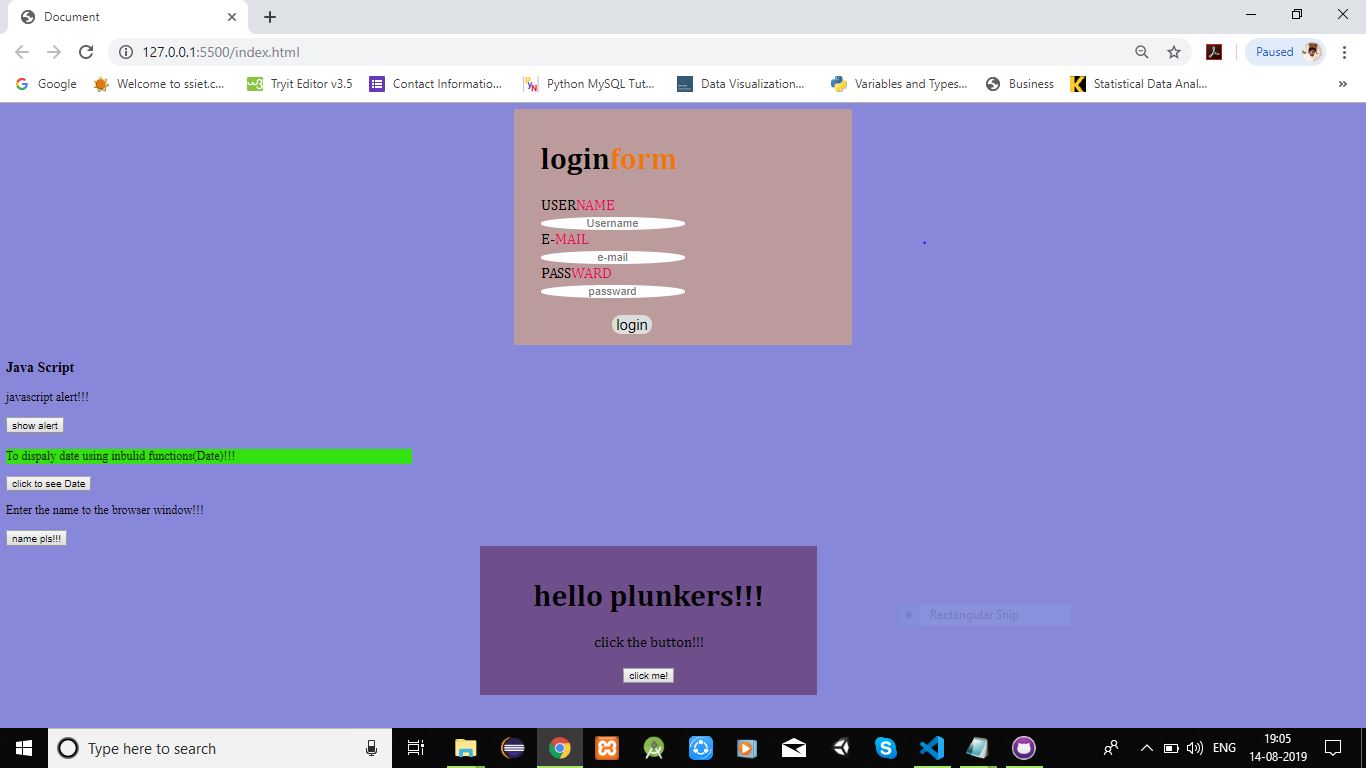 Document
127.0.0.1:5500/index.html
Paused
Google Welcome to ssiet.c... Tryit Editor v3.5 Contact Informatio... Python MySQL Tut... Data Visualization... Variables and Types... Business Statistical Data Anal... »
loginform
USERNAME
Username
E-MAIL
e-mail
PASSWARD
passward
login
Java Script
javascript alert!!!
show alert
To dispaly date using inbulid functions(Date)!!!
click to see Date
Enter the name to the browser window!!!
name pls!!!
hello plunkers!!!
click the button!!!
click me!
Rectangular Snip
Type here to search
ENG
19:05
14-08-2019